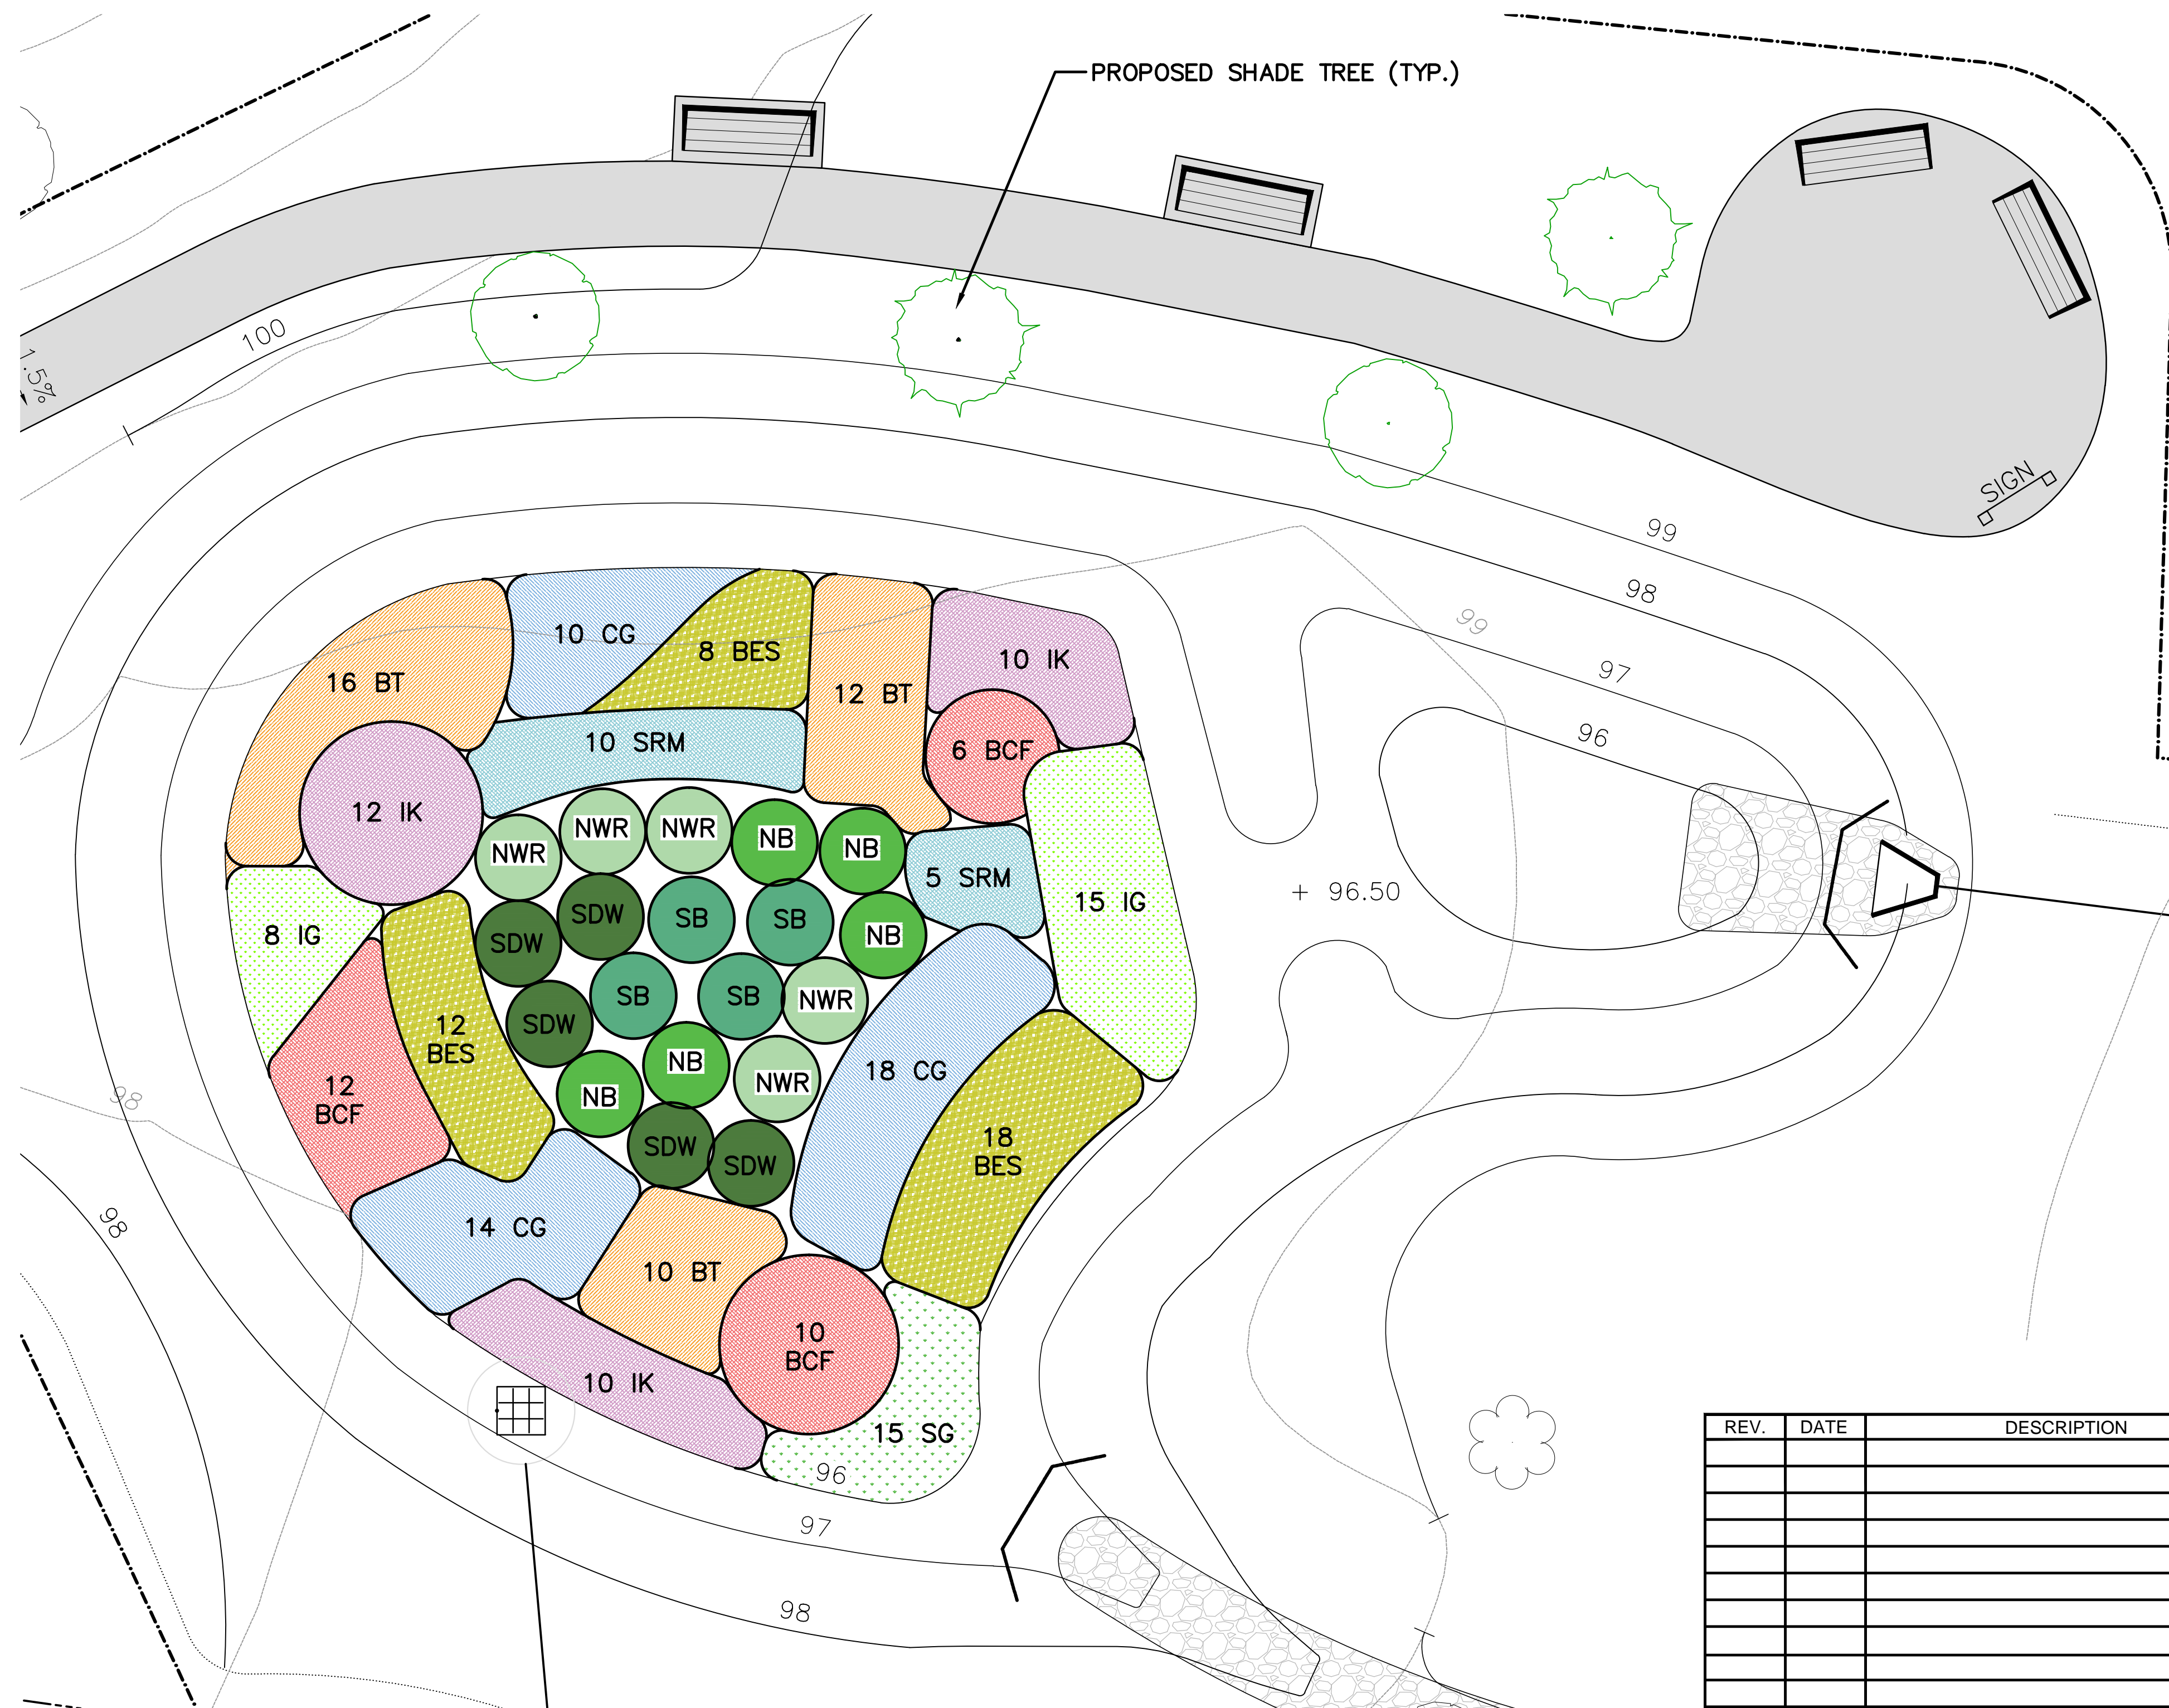 PROPOSED SHADE TREE (TYP.)
100
1.5%
SIGN
99
98
99
97
96
10 CG
8 BES
10 IK
16 BT
12 BT
10 SRM
6 BCF
12 IK
NWR
NWR
NB
NB
NWR
5 SRM
15 IG
+ 96.50
8 IG
SDW
SDW
SB
SB
NB
12
BES
SDW
SB
SB
NWR
12
BCF
NB
NB
NWR
18 CG
98
18
BES
SDW
SDW
98
14 CG
10 BT
10
BCF
10 IK
15 SG
96
97
98
REV.
DATE
DESCRIPTION